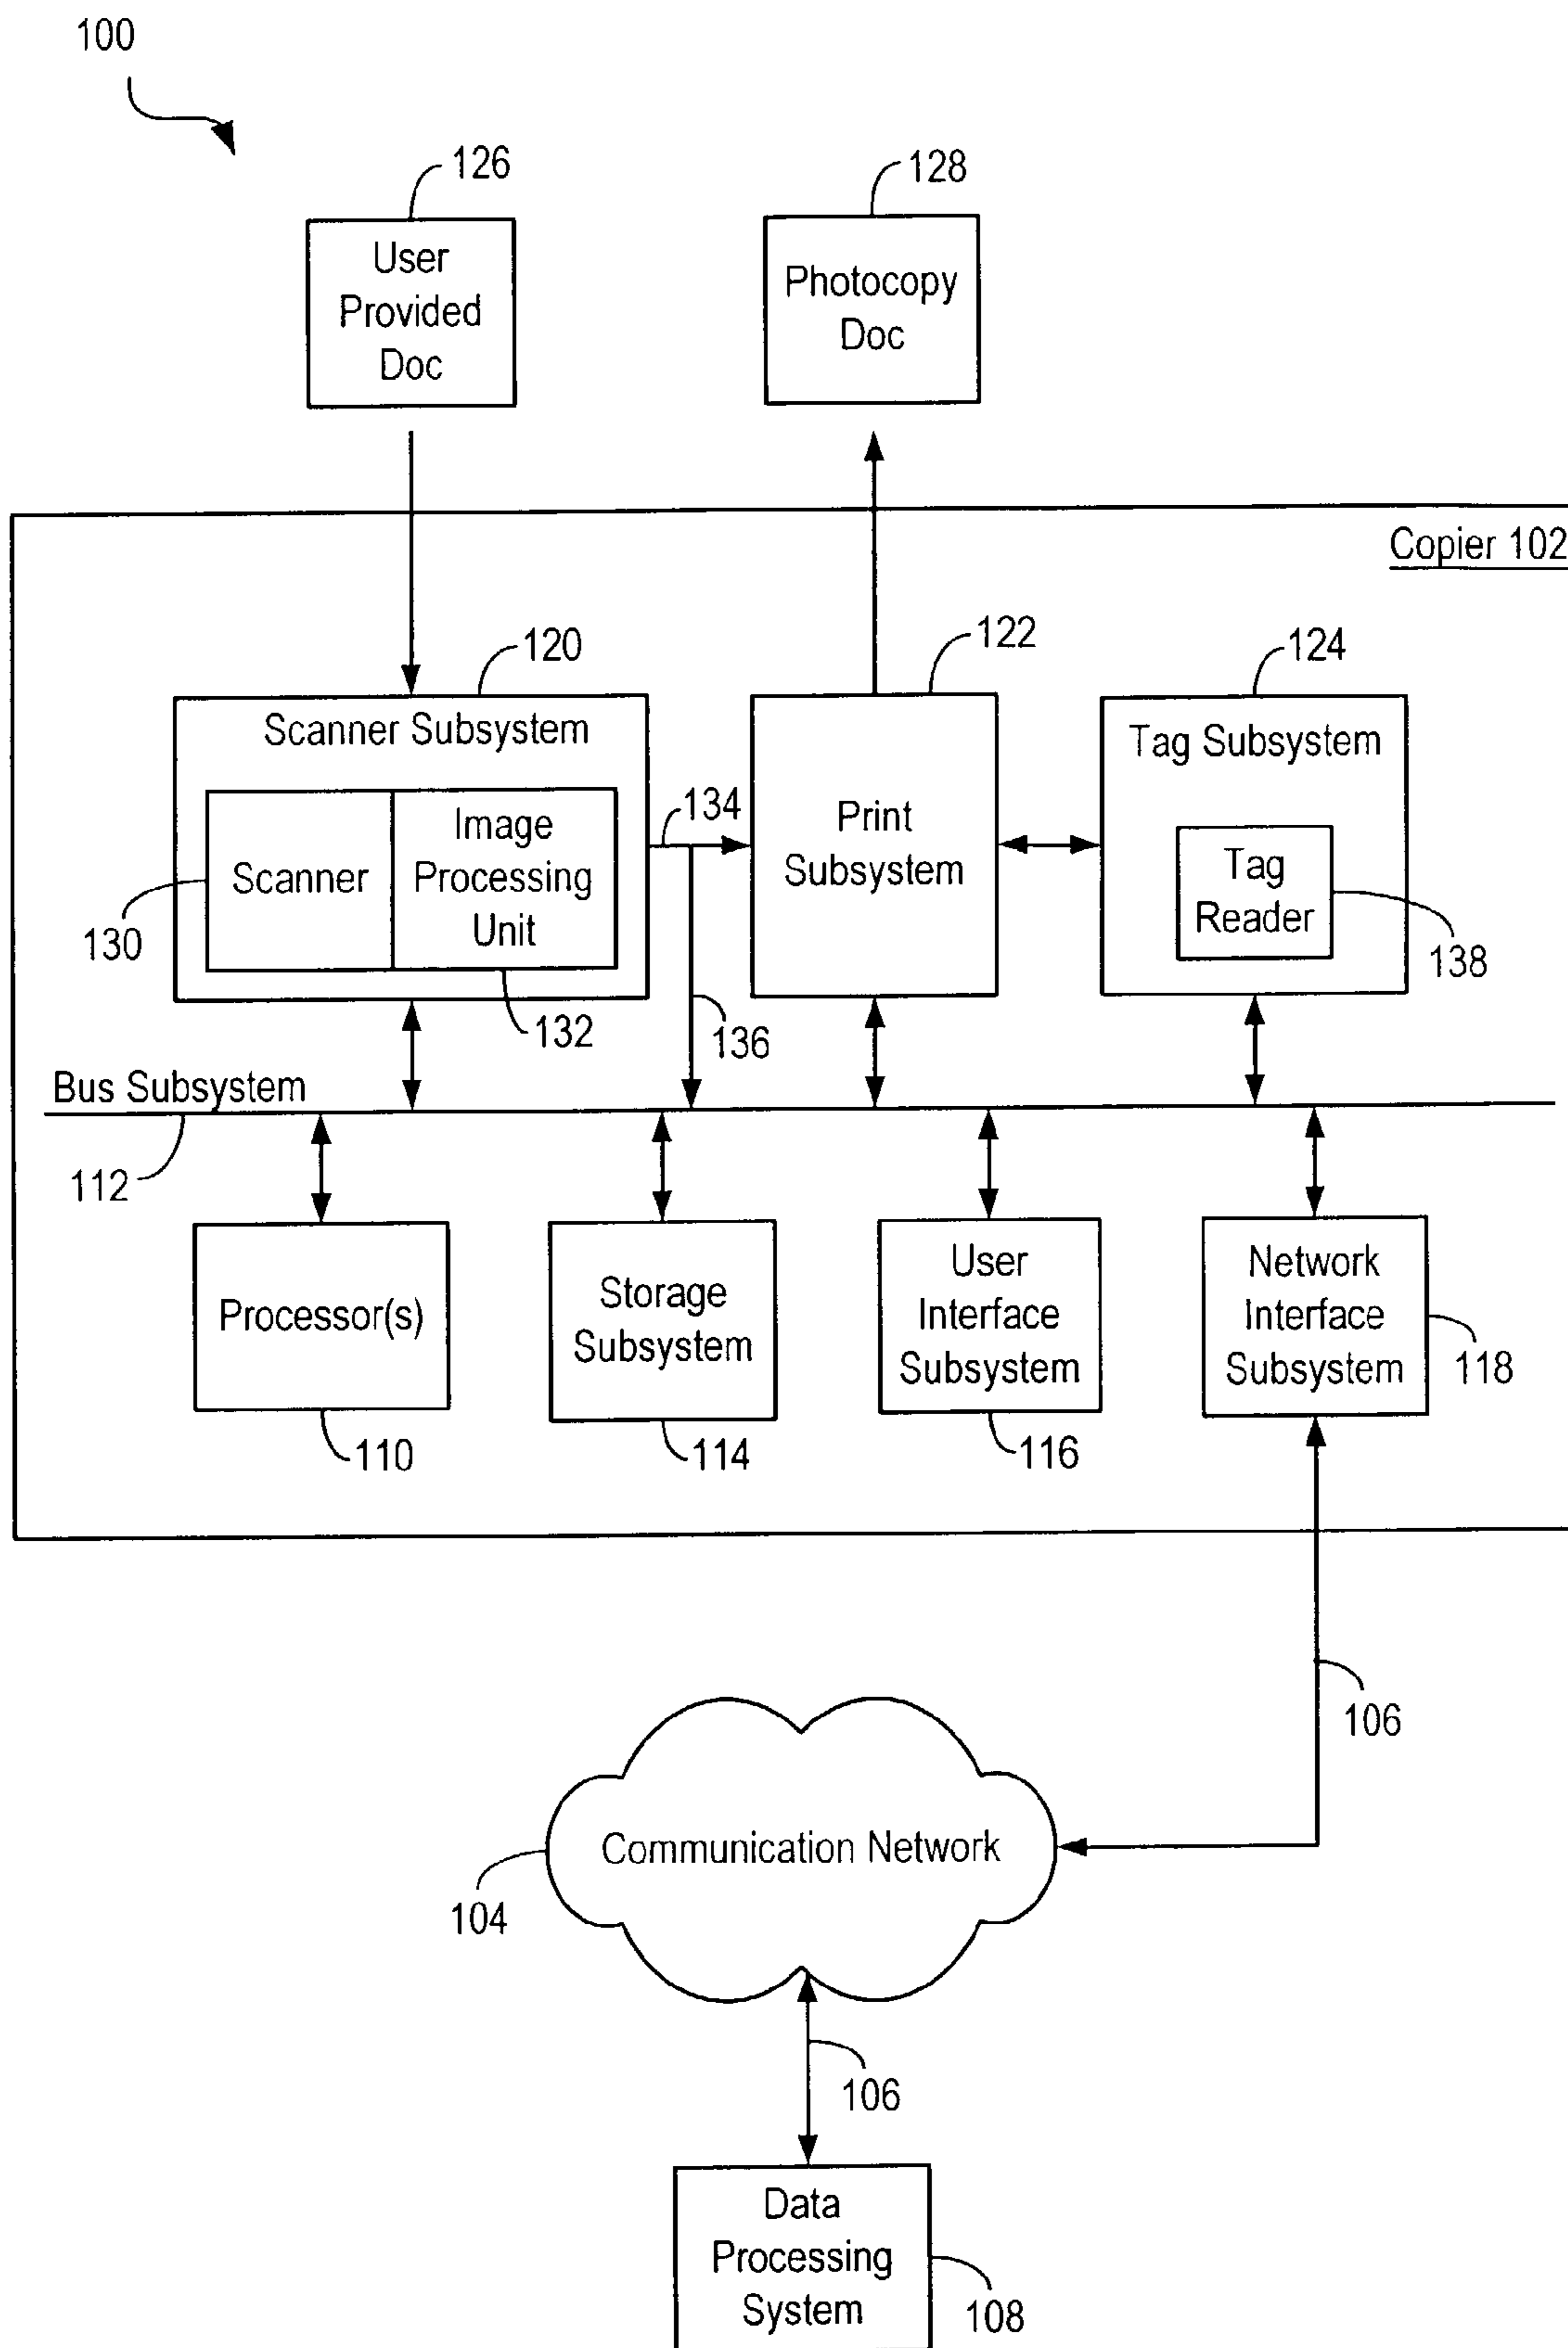 100
126
128
User
Provided
Doc
Photocopy
Doc
Copier 102
120
122
124
Scanner Subsystem
Scanner
Image
Processing
Unit
130
132
134
136
Print
Subsystem
Tag Subsystem
Tag
Reader
138
Bus Subsystem
112
Processor(s)
110
Storage
Subsystem
114
User
Interface
Subsystem
116
Network
Interface
Subsystem
118
106
Communication Network
104
106
Data
Processing
System
108